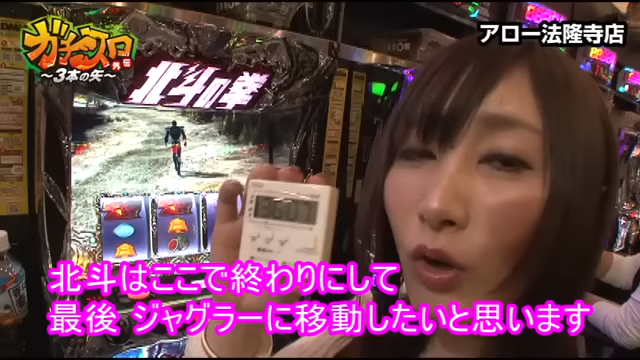 ガチスロ
外伝
～3本の矢～
アロー法隆寺店
北斗の拳
北斗はここで終わりにして
最後 ジャグラーに移動したいと思います